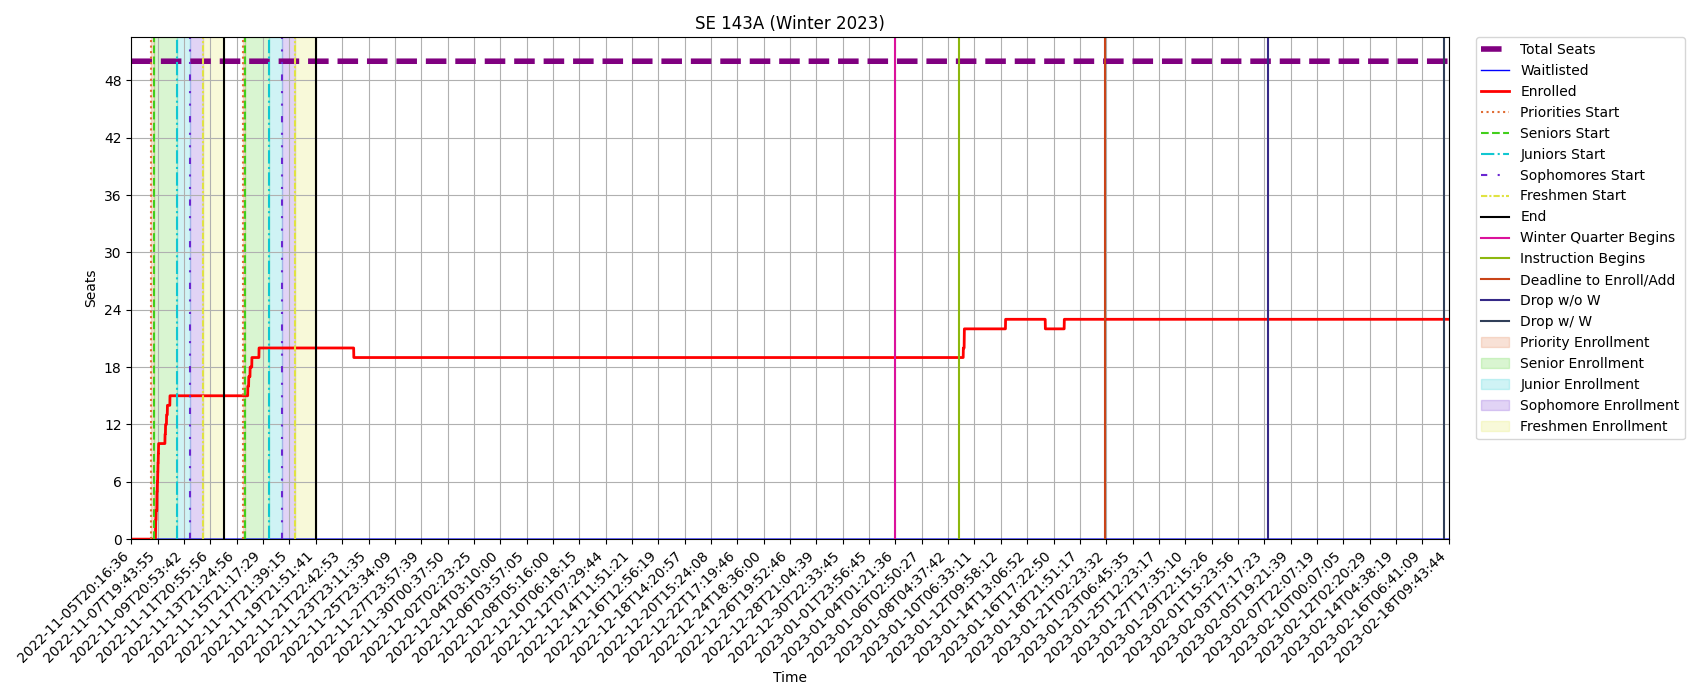 SE 143A (Winter 2023)
Seats
48
42
36
30
24
18
12
6
0
2022-11-05T20:16:36
2022-11-07T19:43:55
2022-11-09T20:53:42
2022-11-11T20:55:56
2022-11-13T21:24:56
2022-11-15T21:17:29
2022-11-17T21:39:15
2022-11-19T21:51:41
2022-11-21T22:42:53
2022-11-23T23:11:35
2022-11-25T23:34:09
2022-11-27T23:57:39
2022-11-30T00:37:50
2022-12-02T02:23:25
2022-12-04T03:10:00
2022-12-06T03:57:05
2022-12-08T05:16:00
2022-12-10T06:18:15
2022-12-12T07:29:44
2022-12-14T11:51:21
2022-12-16T12:56:19
2022-12-18T14:20:57
2022-12-20T15:24:08
2022-12-22T17:19:46
2022-12-24T18:36:00
2022-12-26T19:52:46
2022-12-28T21:04:39
2022-12-30T22:33:45
2023-01-01T23:56:45
2023-01-04T01:21:36
2023-01-06T02:50:27
2023-01-08T04:37:42
2023-01-10T06:33:11
2023-01-12T09:58:12
2023-01-14T13:06:52
2023-01-16T17:22:50
2023-01-18T21:51:17
2023-01-21T02:23:32
2023-01-23T06:45:35
2023-01-25T12:23:17
2023-01-27T17:35:10
2023-01-29T22:15:26
2023-02-01T15:23:56
2023-02-03T17:17:23
2023-02-05T19:21:39
2023-02-07T22:07:19
2023-02-10T00:07:05
2023-02-12T02:20:29
2023-02-14T04:38:19
2023-02-16T06:41:09
2023-02-18T09:43:44
Time
Total Seats
Waitlisted
Enrolled
Priorities Start
Seniors Start
Juniors Start
Sophomores Start
Freshmen Start
End
Winter Quarter Begins
Instruction Begins
Deadline to Enroll/Add
Drop w/o W
Drop w/ W
Priority Enrollment
Senior Enrollment
Junior Enrollment
Sophomore Enrollment
Freshmen Enrollment